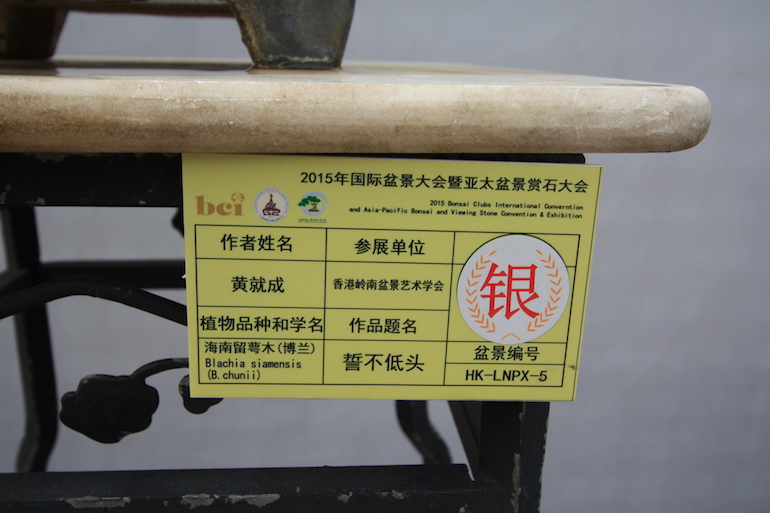 2015年国际盆景大会暨亚太盆景赏石大会
bci
2015 Bonsai Clubs International Converntion
and Asia-Pacific Bonsai and Viewing Stone Convention & Exhibition
作者姓名
参展单位
黄就成
香港岭南盆景艺术学会
银
植物品种和学名
作品题名
海南留萼木(博兰)
Blachia siamensis
(B.chunii)
誓不低头
盆景编号
HK-LNPX-5